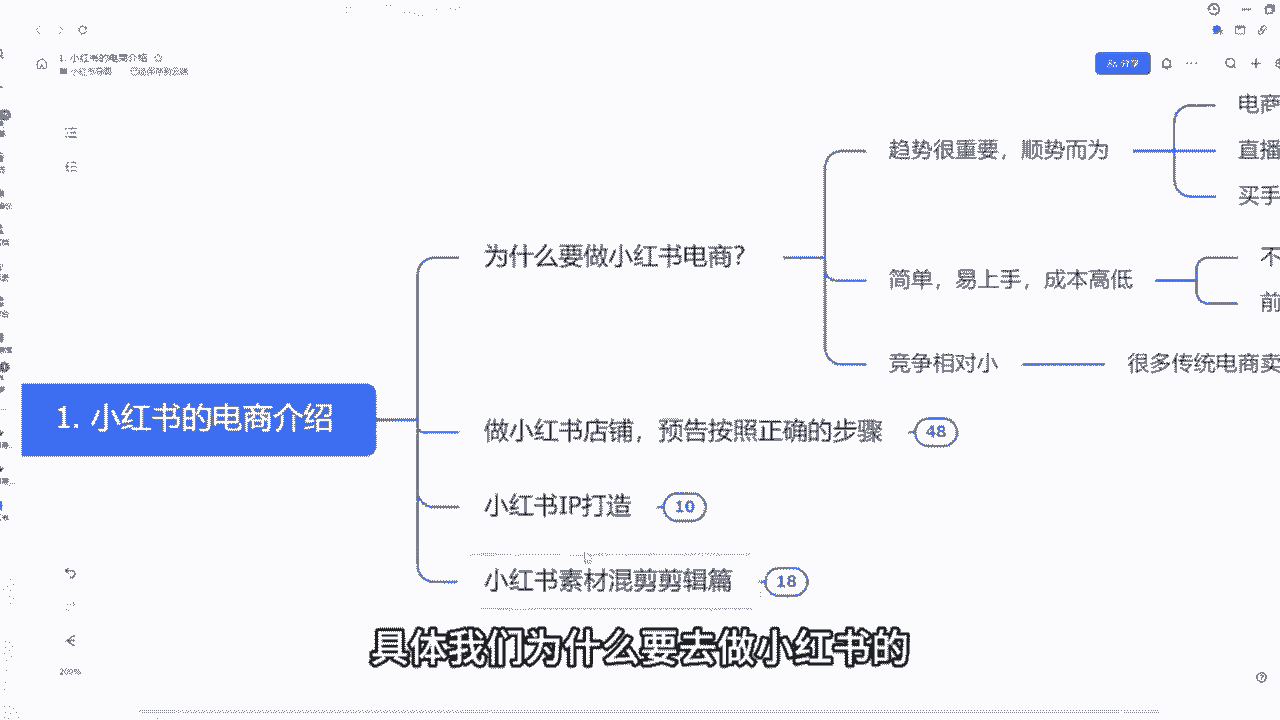 1. 小红书的电商介绍
分享
趋势很重要，顺势而为
电商
直播
买手
为什么要做小红书电商？
简单，易上手，成本高低
不
前
竞争相对小
很多传统电商卖
1. 小红书的电商介绍
做小红书店铺，预告按照正确的步骤
48
小红书IP打造
10
小红书素材混剪剪辑篇
18
具体我们为什么要去做小红书的
200%